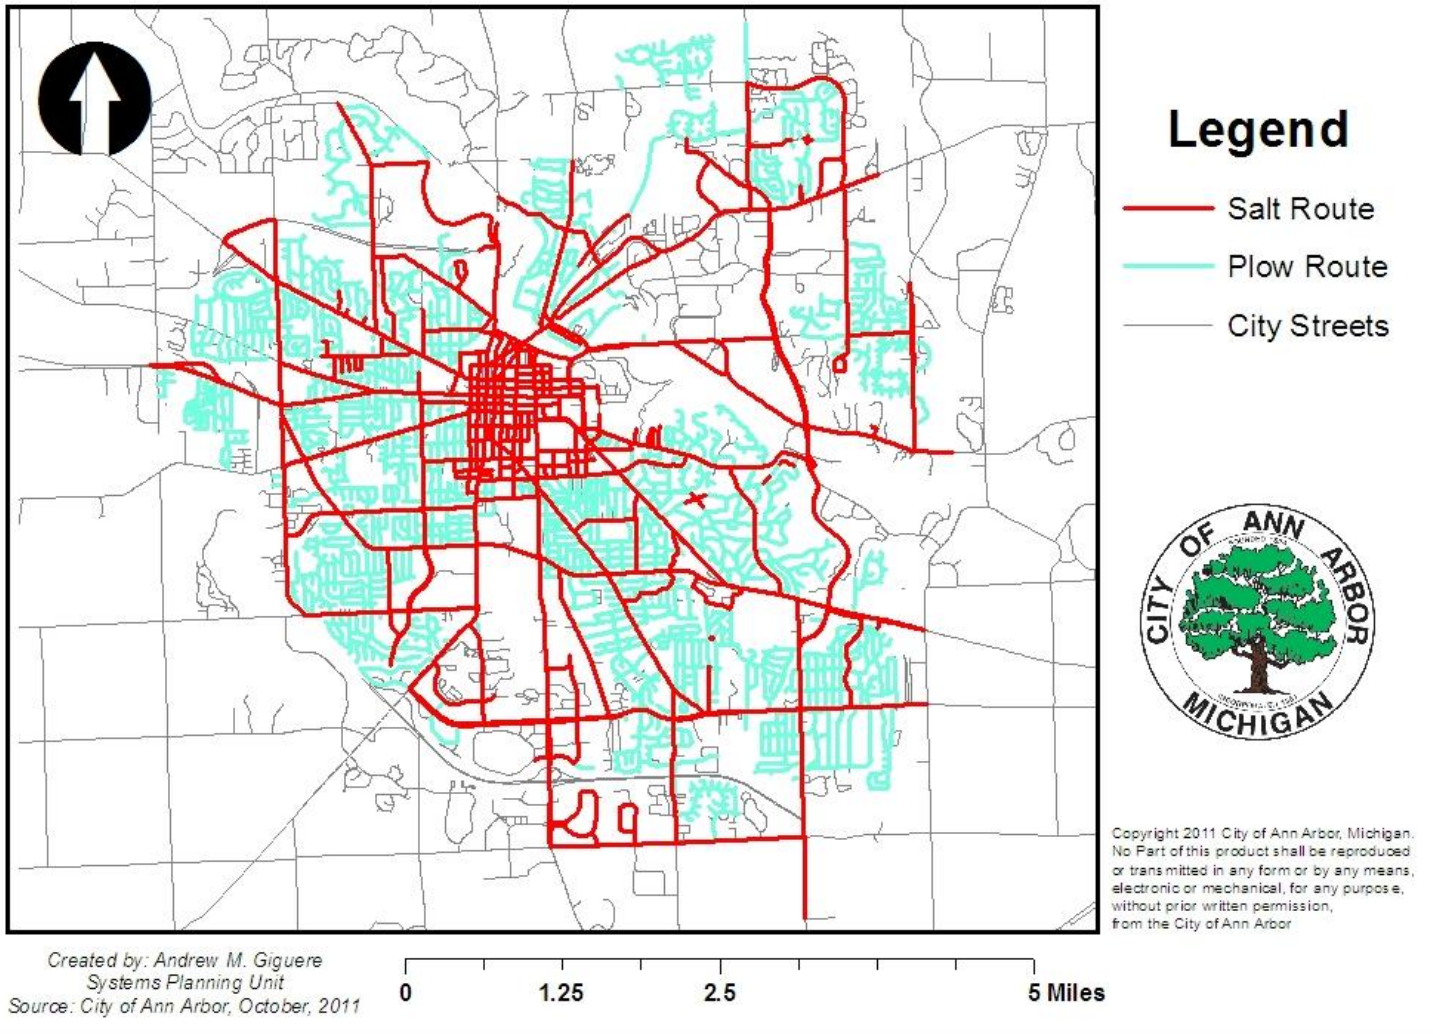 Legend
Salt Route
Plow Route
City Streets
CITY OF ANN ARBOR
MICHIGAN
Copyright 2011 City of Ann Arbor, Michigan.
No Part of this product shall be reproduced
or transmitted in any form or by any means,
electronic or mechanical, for any purpose,
without prior written permission,
from the City of Ann Arbor
Created by: Andrew M. Giguere
Systems Planning Unit
Source: City of Ann Arbor, October, 2011
0 1.25 2.5 5 Miles